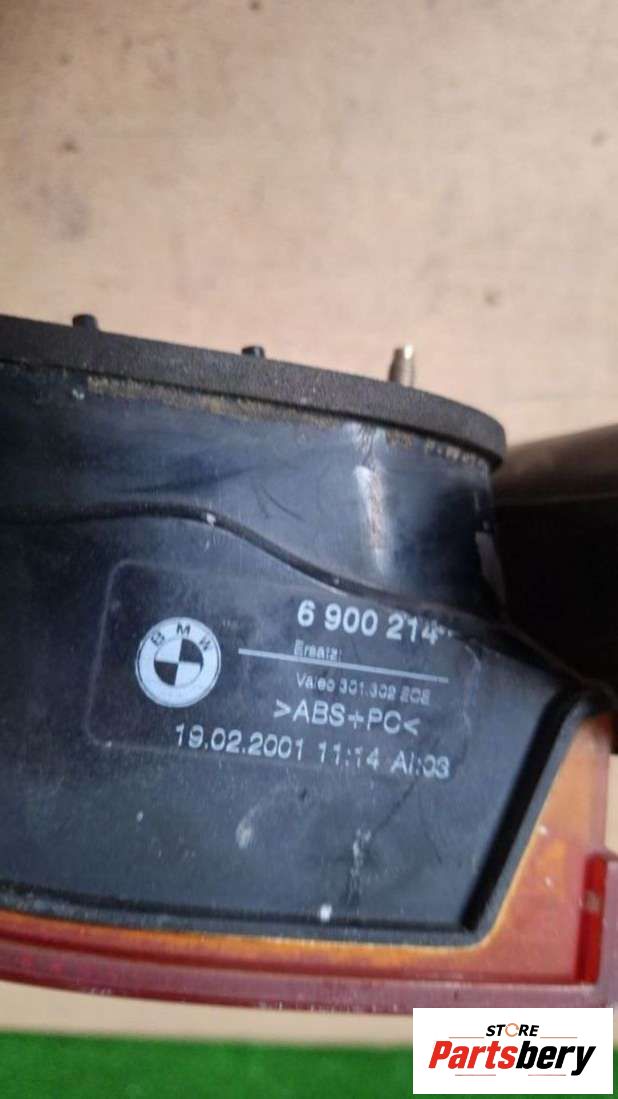 6 900 214
BMW
Ersatz:
Valeo 301.302 ECE
>ABS+PC<
19.02.2001 11:14 AI:03
STORE
Partsbery